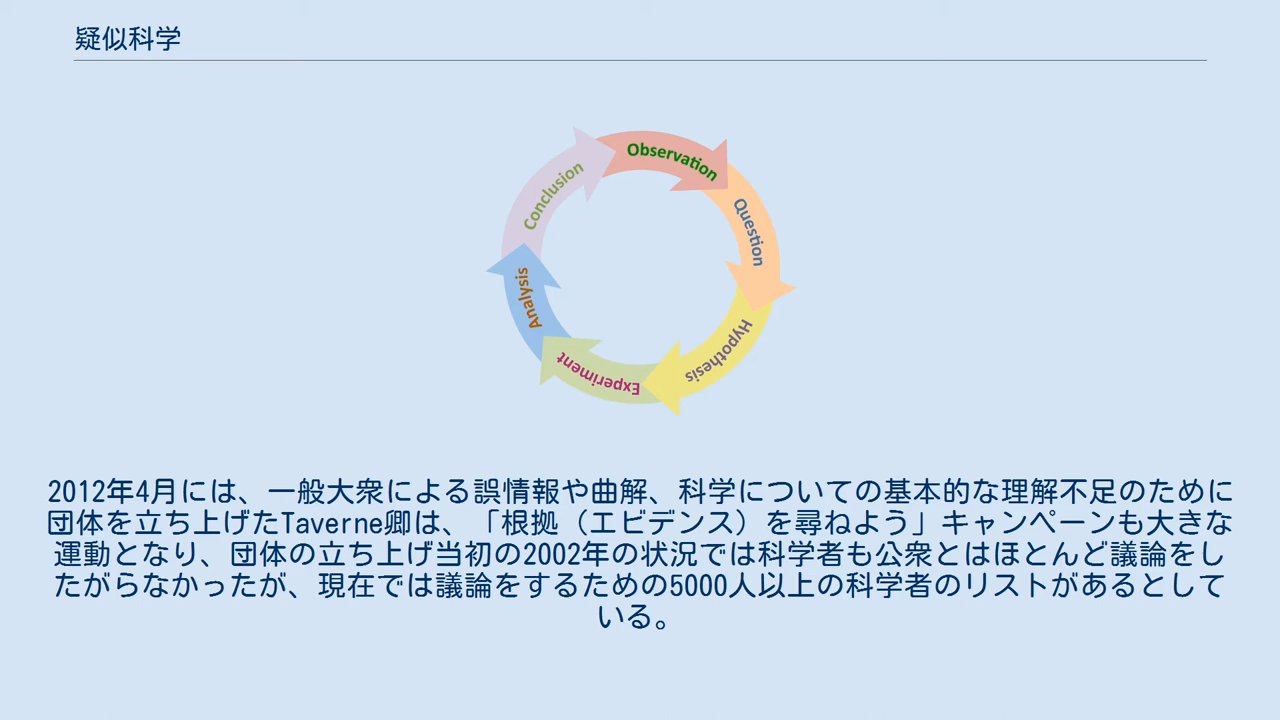 疑似科学
Observation
Question
Hypothesis
Experiment
Analysis
Conclusion
2012年4月には、一般大衆による誤情報や曲解、科学についての基本的な理解不足のために
団体を立ち上げたTaverne卿は、「根拠（エビデンス）を尋ねよう」キャンペーンも大きな
運動となり、団体の立ち上げ当初の2002年の状況では科学者も公衆とはほとんど議論をし
たがらなかったが、現在では議論をするための5000人以上の科学者のリストがあるとして
いる。